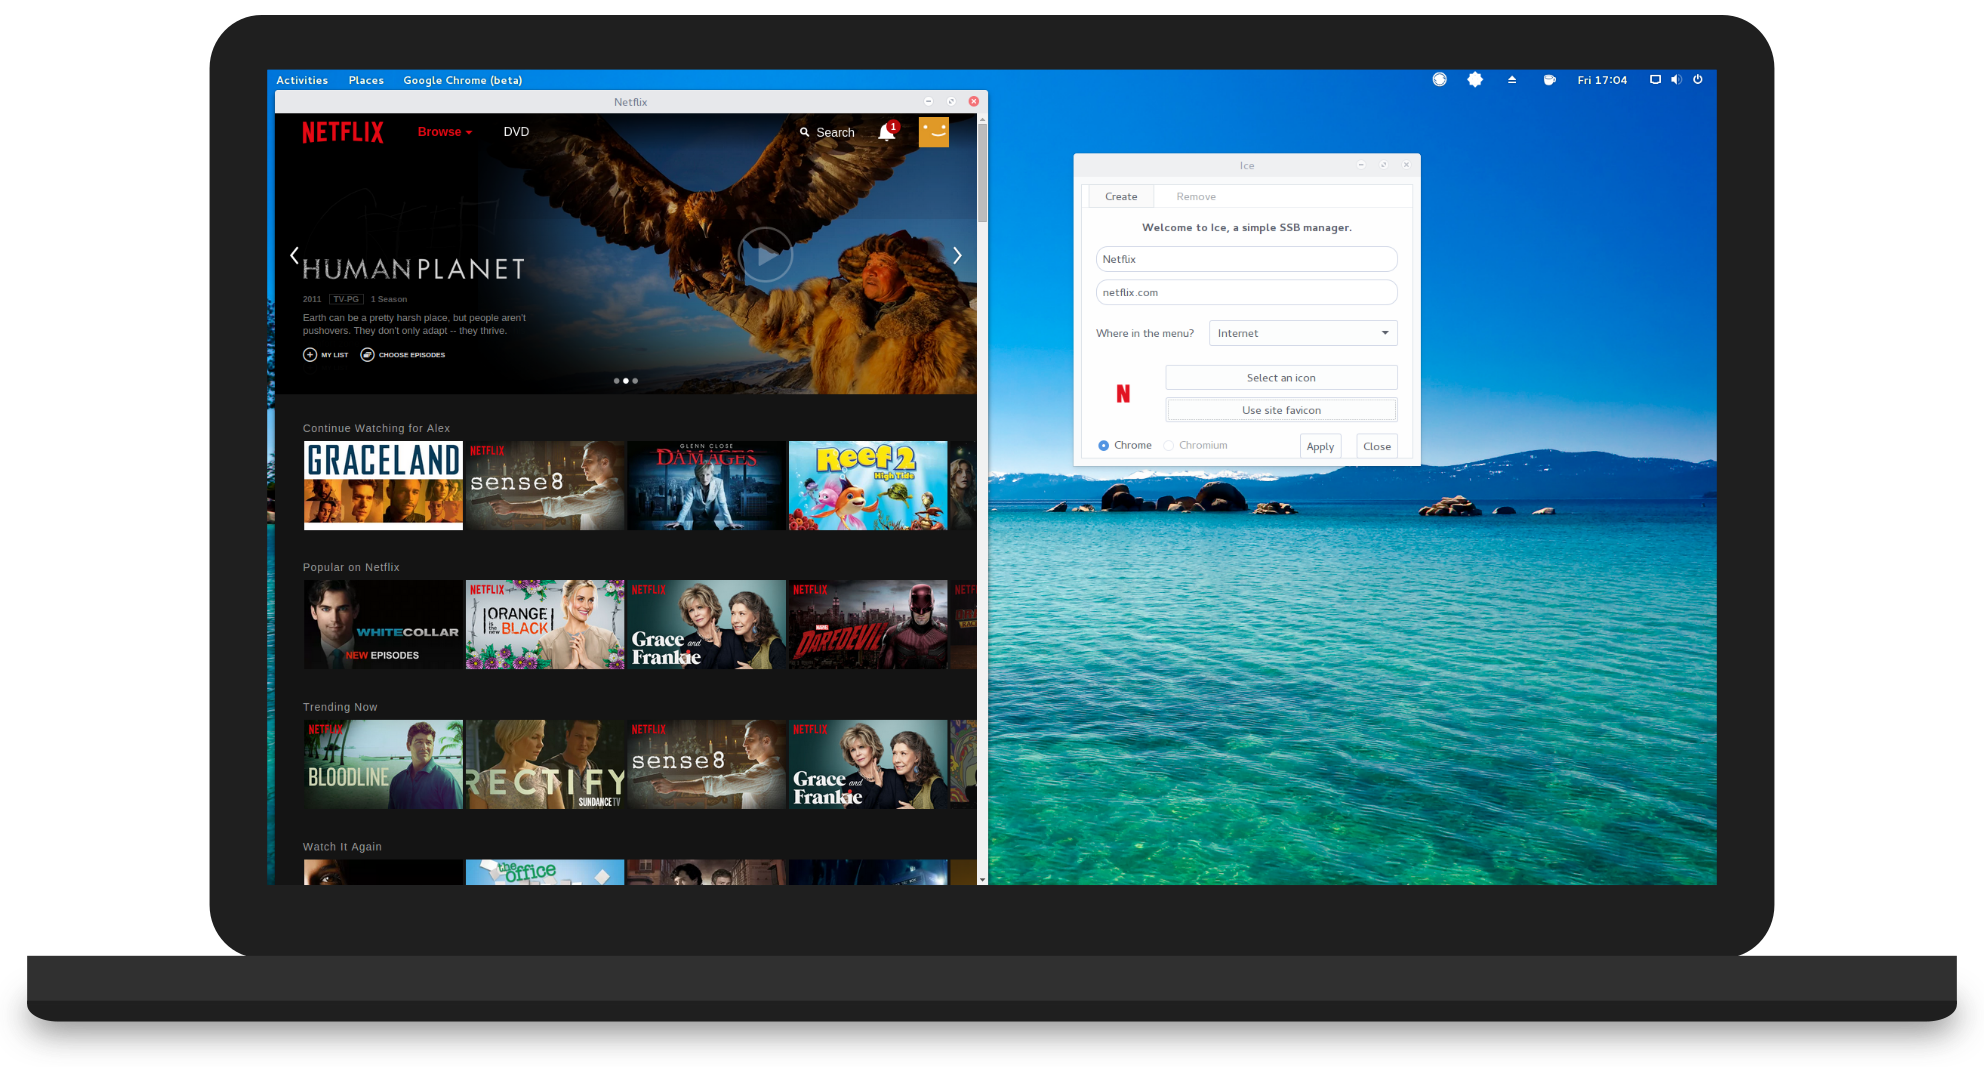 Activities Places Google Chrome (beta) Fri 17:04
Netflix
NETFLIX Browse DVD Search 1
HUMAN PLANET
2011 TV-PG 1 Season
Earth can be a pretty harsh place, but people aren't
pushovers. They don't only adapt -- they thrive.
MY LIST CHOOSE EPISODES
Continue Watching for Alex
GRACELAND
NETFLIX
sense8
GLENN CLOSE
DAMAGES
Reef 2
High Tide
Popular on Netflix
WHITECOLLAR
NEW EPISODES
NETFLIX
ORANGE
is the new BLACK
NETFLIX
Grace and
Frankie
NETFLIX
MARVEL
DAREDEVIL
NETF
Trending Now
NETFLIX
BLOODLINE
RECTIFY
SUNDANCETV
NETFLIX
sense8
NETFLIX
Grace and
Frankie
Watch It Again
the office
Ice
Create Remove
Welcome to Ice, a simple SSB manager.
Netflix
netflix.com
Where in the menu? Internet
N
Select an icon
Use site favicon
Chrome Chromium Apply Close